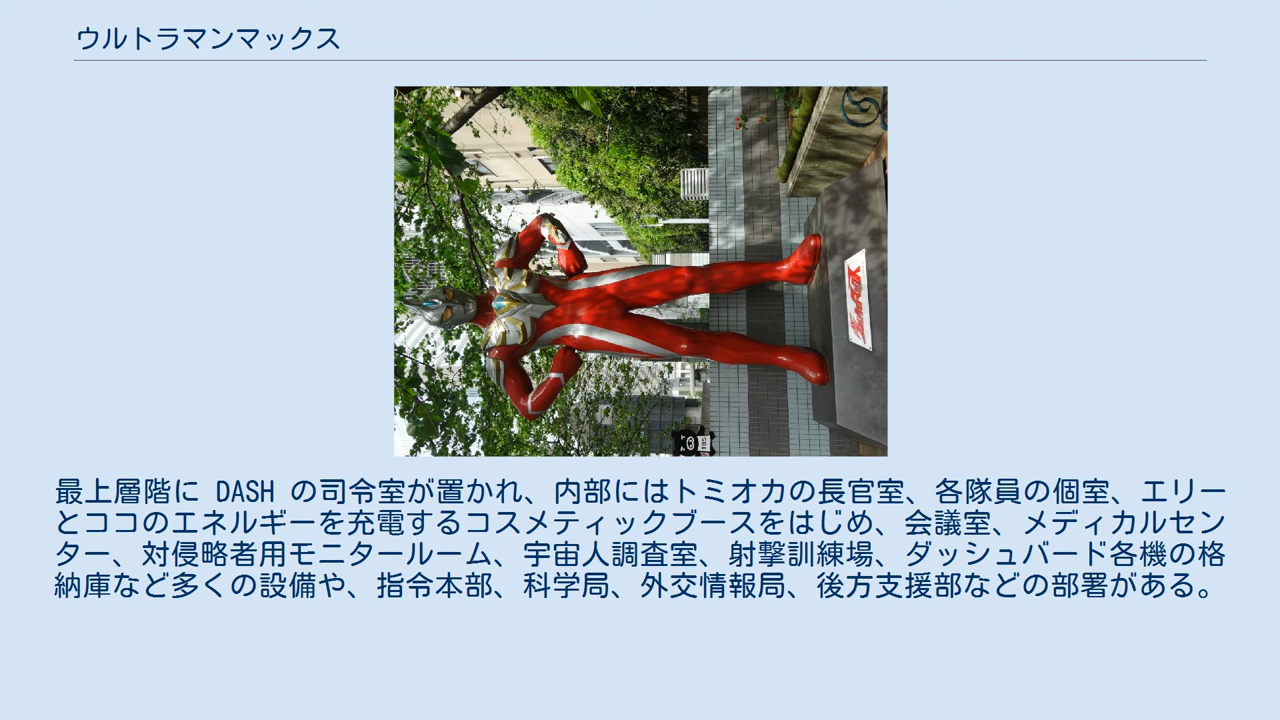 ウルトラマンマックス
最上層階に DASH の司令室が置かれ、内部にはトミオカの長官室、各隊員の個室、エリー
とココのエネルギーを充電するコスメティックブースをはじめ、会議室、メディカルセン
ター、対侵略者用モニタールーム、宇宙人調査室、射撃訓練場、ダッシュバード各機の格
納庫など多くの設備や、指令本部、科学局、外交情報局、後方支援部などの部署がある。